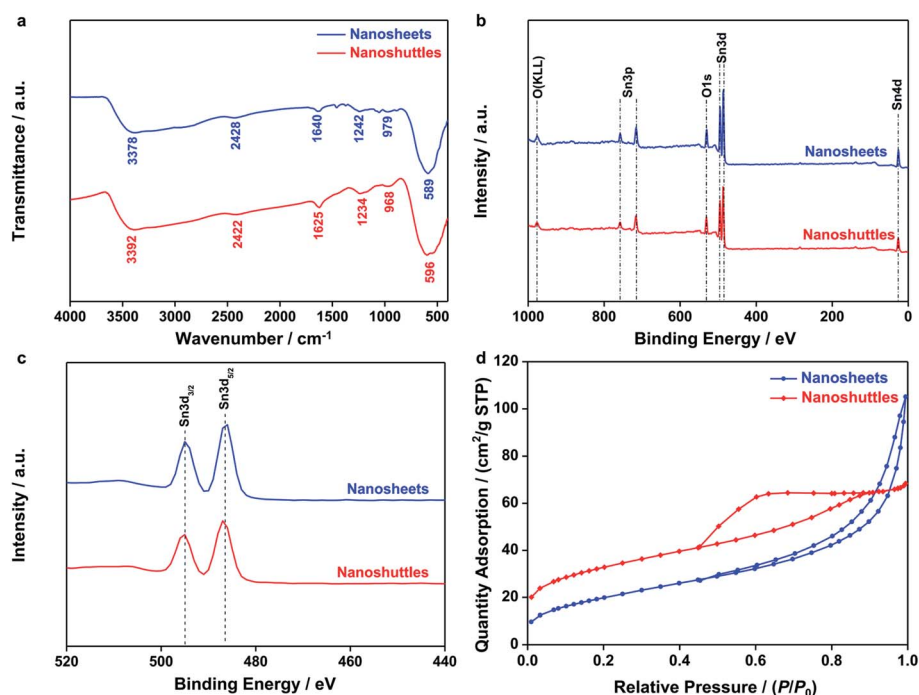 a
Nanosheets
Nanoshuttles
Transmittance / a.u.
3378
2428
1640
1242
979
589
3392
2422
1625
1234
968
596
4000 3500 3000 2500 2000 1500 1000 500
Wavenumber / cm⁻¹
b
O(KLL)
Sn3p
O1s
Sn3d
Sn4d
Intensity / a.u.
Nanosheets
Nanoshuttles
1000 800 600 400 200 0
Binding Energy / eV
c
Sn3d3/2
Sn3d5/2
Intensity / a.u.
Nanosheets
Nanoshuttles
520 500 480 460 440
Binding Energy / eV
d
Nanosheets
Nanoshuttles
Quantity Adsorption / (cm²/g STP)
120
100
80
60
40
20
0
0.0 0.2 0.4 0.6 0.8 1.0
Relative Pressure / (P/P₀)